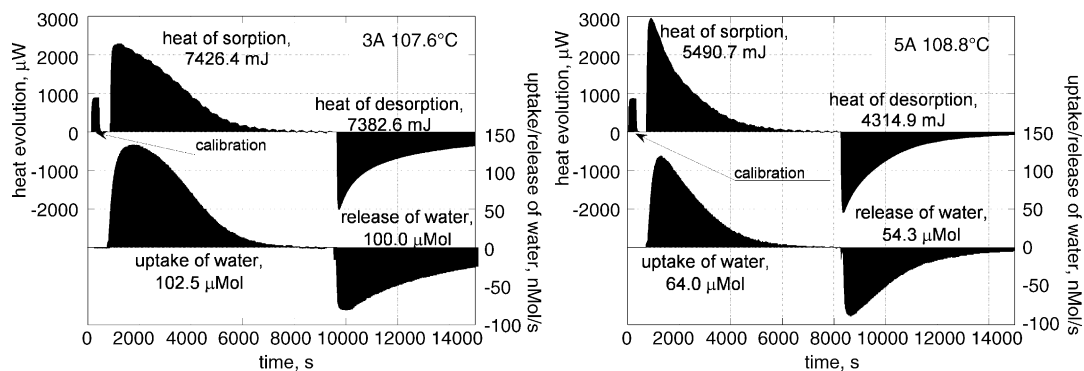 3000
2000
1000
0
-1000
-2000
heat evolution, µW
heat of sorption,
7426.4 mJ
3A 107.6°C
heat of desorption,
7382.6 mJ
calibration
release of water,
100.0 µMol
uptake of water,
102.5 µMol
150
100
50
0
-50
-100
uptake/release of water, nMol/s
0
2000
4000
6000
8000
10000
12000
14000
time, s
3000
2000
1000
0
-1000
-2000
heat evolution, µW
heat of sorption,
5490.7 mJ
5A 108.8°C
heat of desorption,
4314.9 mJ
calibration
release of water,
54.3 µMol
uptake of water,
64.0 µMol
150
100
50
0
-50
-100
uptake/release of water, nMol/s
0
2000
4000
6000
8000
10000
12000
14000
time, s